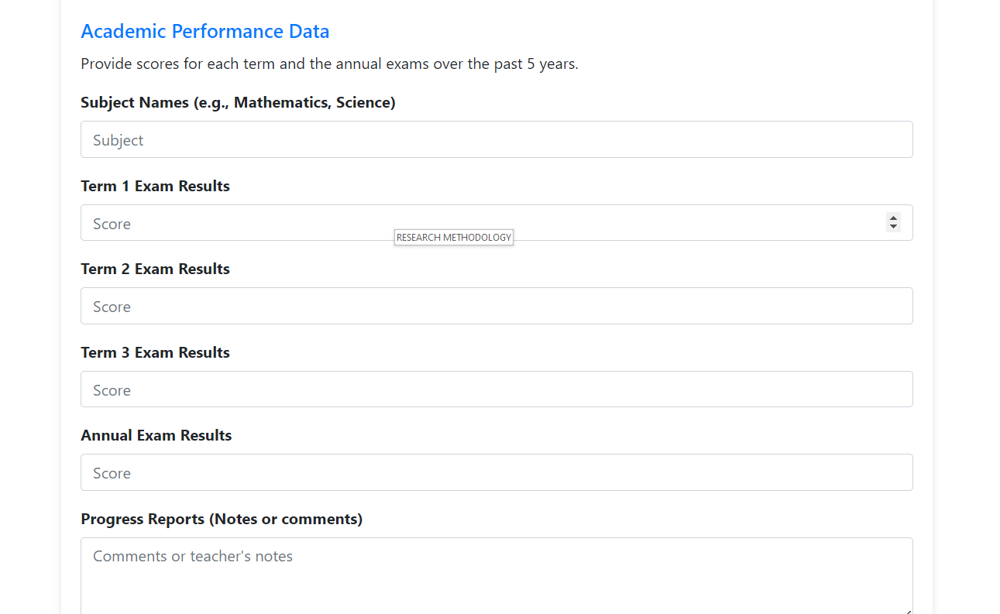 Academic Performance Data
Provide scores for each term and the annual exams over the past 5 years.
Subject Names (e.g., Mathematics, Science)
Subject
Term 1 Exam Results
Score
RESEARCH METHODOLOGY
Term 2 Exam Results
Score
Term 3 Exam Results
Score
Annual Exam Results
Score
Progress Reports (Notes or comments)
Comments or teacher's notes